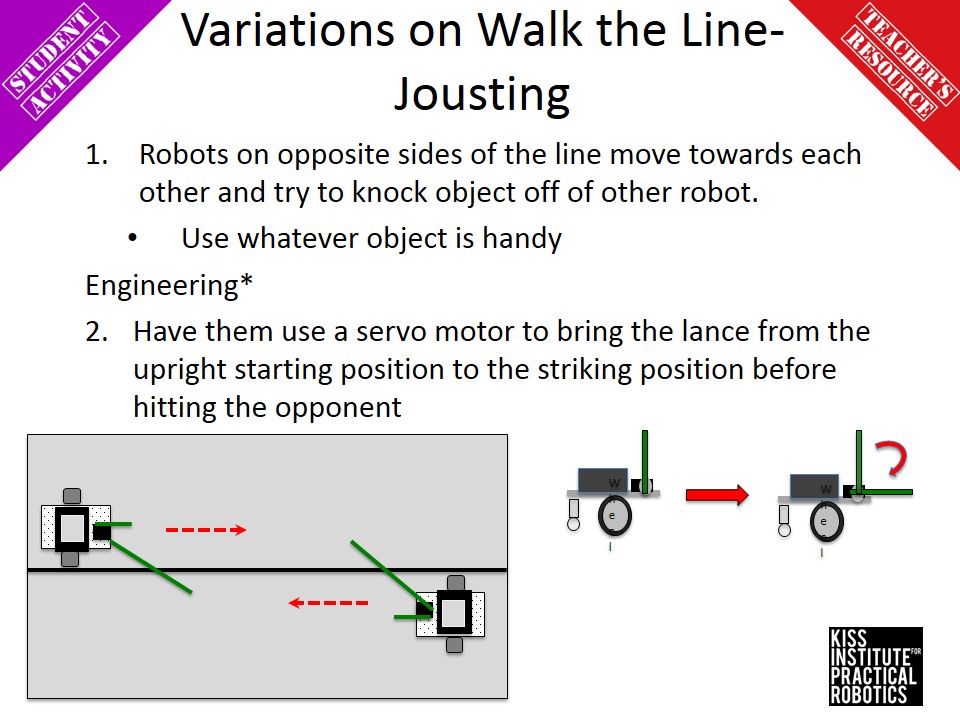 STUDENT
ACTIVITY
Variations on Walk the Line-
Jousting
TEACHER'S
RESOURCE
1. Robots on opposite sides of the line move towards each
other and try to knock object off of other robot.
• Use whatever object is handy
Engineering*
2. Have them use a servo motor to bring the lance from the
upright starting position to the striking position before
hitting the opponent
W
h
e
e
l
W
h
e
e
l
KISS
INSTITUTE FOR
PRACTICAL
ROBOTICS